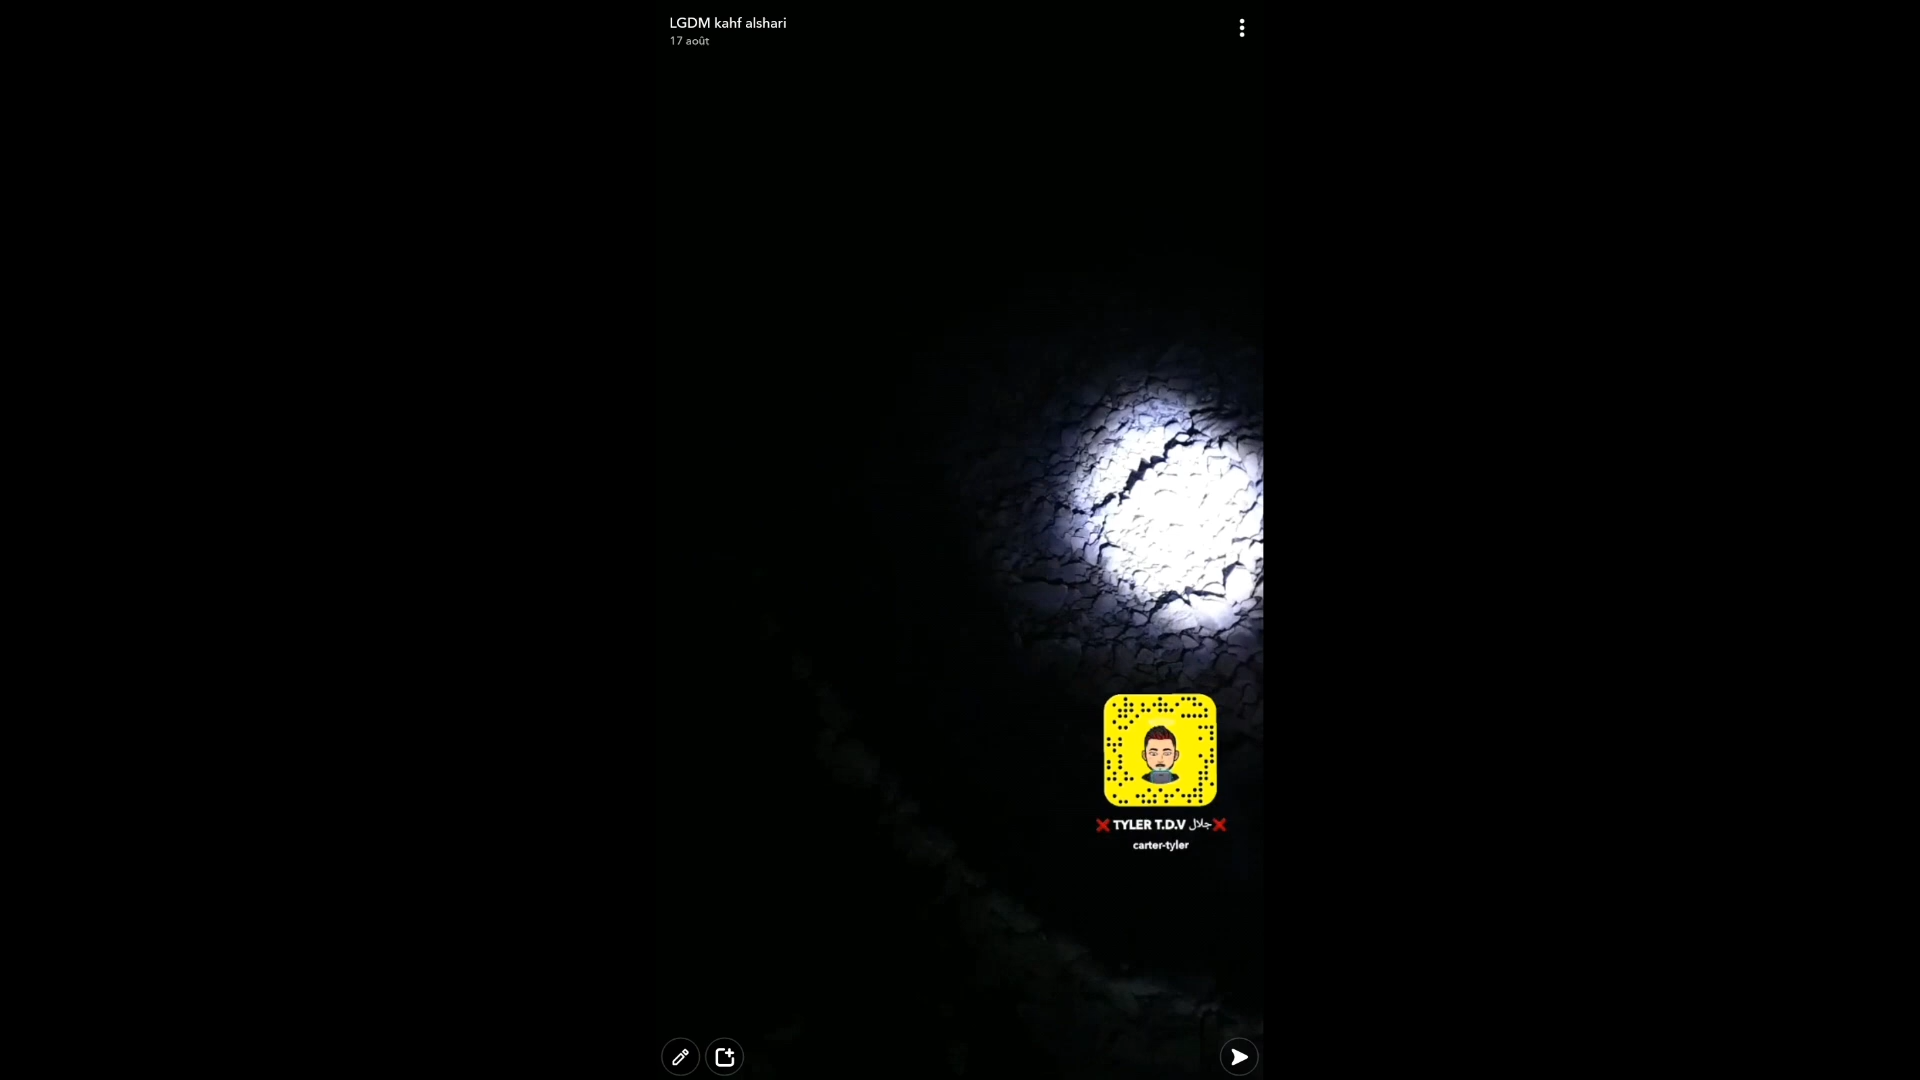 LGDM kahf alshari
17 août
❌ TYLER T.D.V جلال❌
carter-tyler